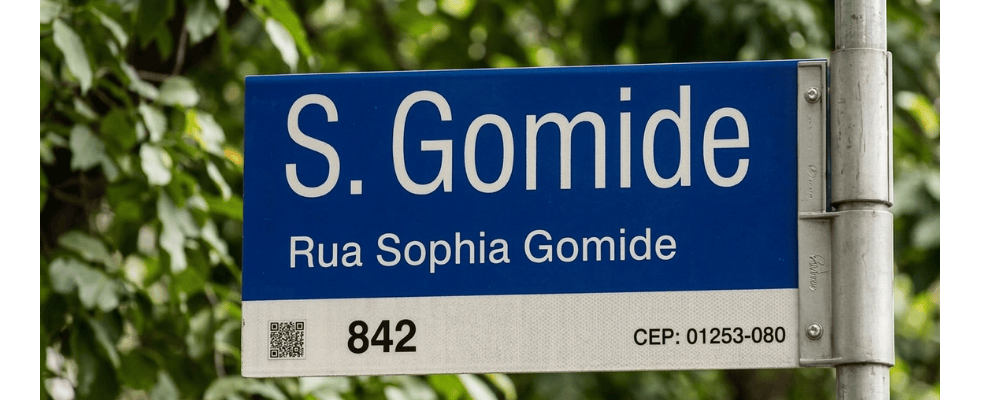 S. Gomide
Rua Sophia Gomide
842 CEP: 01253-080